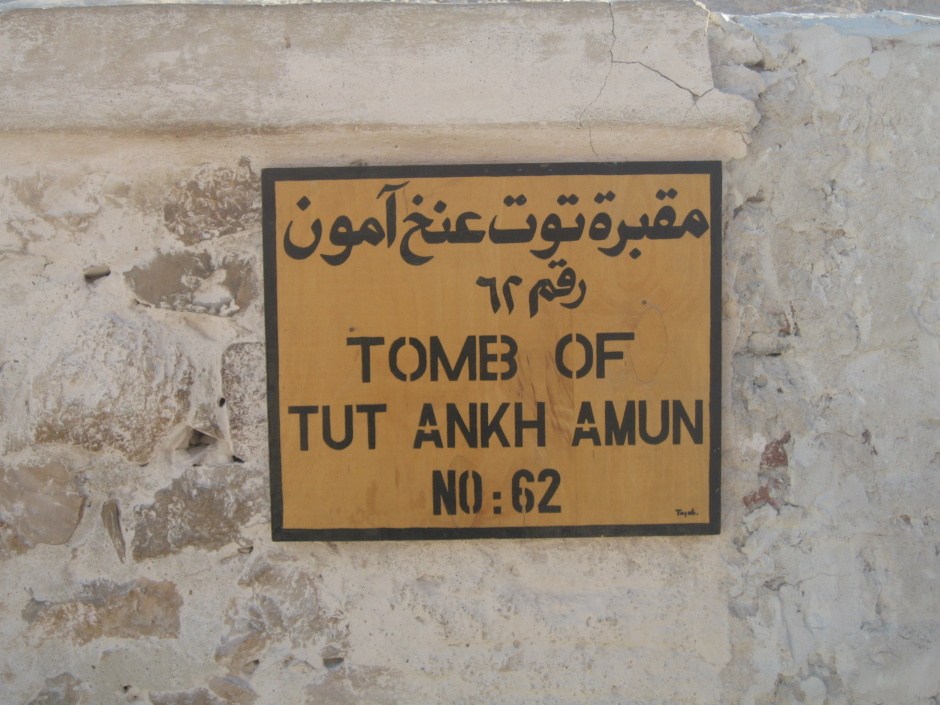 مقبرة توت عنخ آمون
رقم ٦٢
TOMB OF
TUT ANKH AMUN
NO : 62